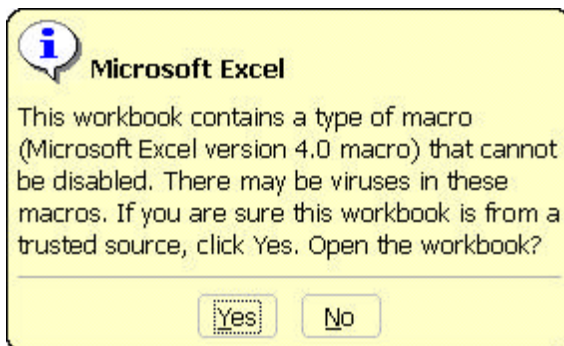 Microsoft Excel
This workbook contains a type of macro
(Microsoft Excel version 4.0 macro) that cannot
be disabled. There may be viruses in these
macros. If you are sure this workbook is from a
trusted source, click Yes. Open the workbook?
Yes No